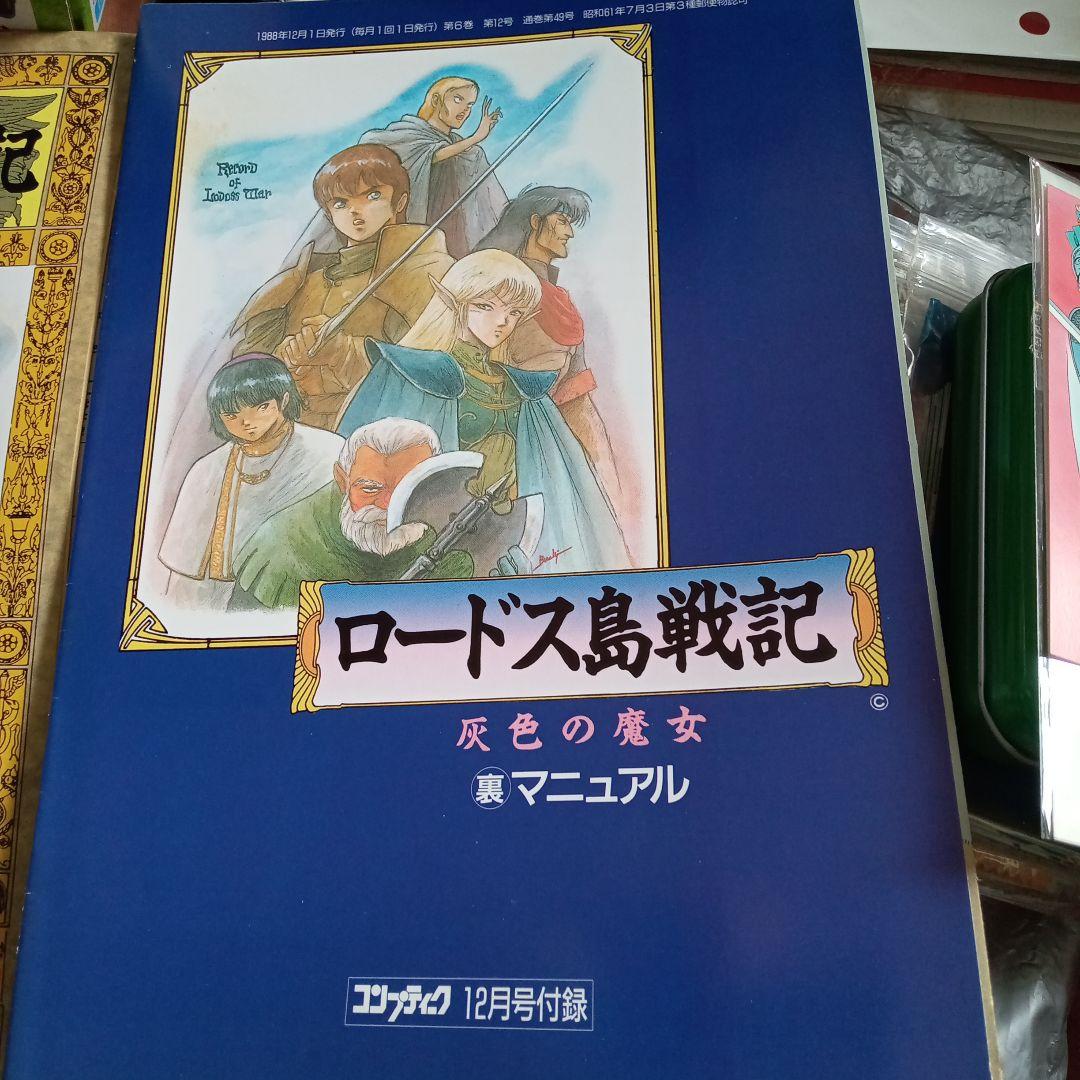 1988年12月1日発行（毎月1回1日発行）第6巻 第12号 通巻第49号 昭和61年7月3日第3種郵便物認可
Record
of
Lodoss War
記
ロードス島戦記
©
灰色の魔女
裏マニュアル
コンプティーク 12月号付録